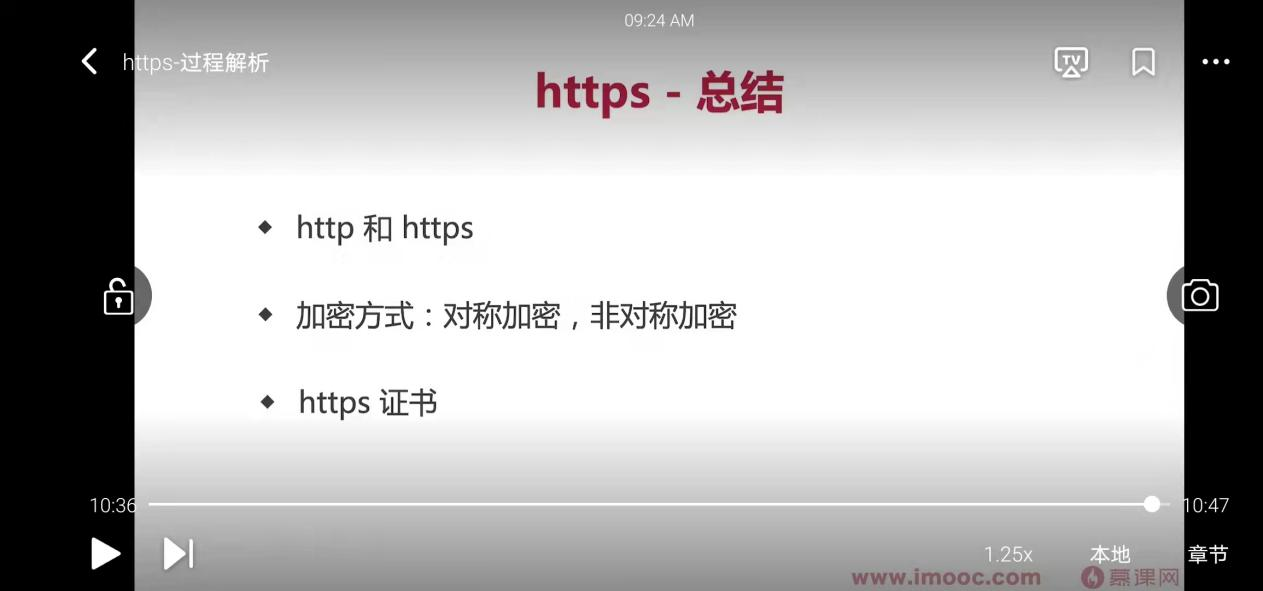 09:24 AM
https-过程解析
TV
https - 总结
http 和 https
加密方式：对称加密，非对称加密
https 证书
10:36
10:47
1.25x
本地
章节
www.imooc.com
慕课网